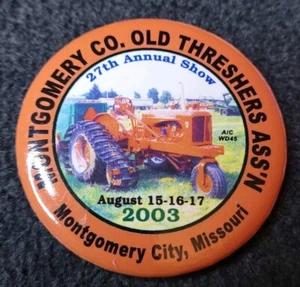 MONTGOMERY CO. OLD THRESHERS ASS'N
27th Annual Show
A/C
WD45
August 15-16-17
2003
Montgomery City, Missouri